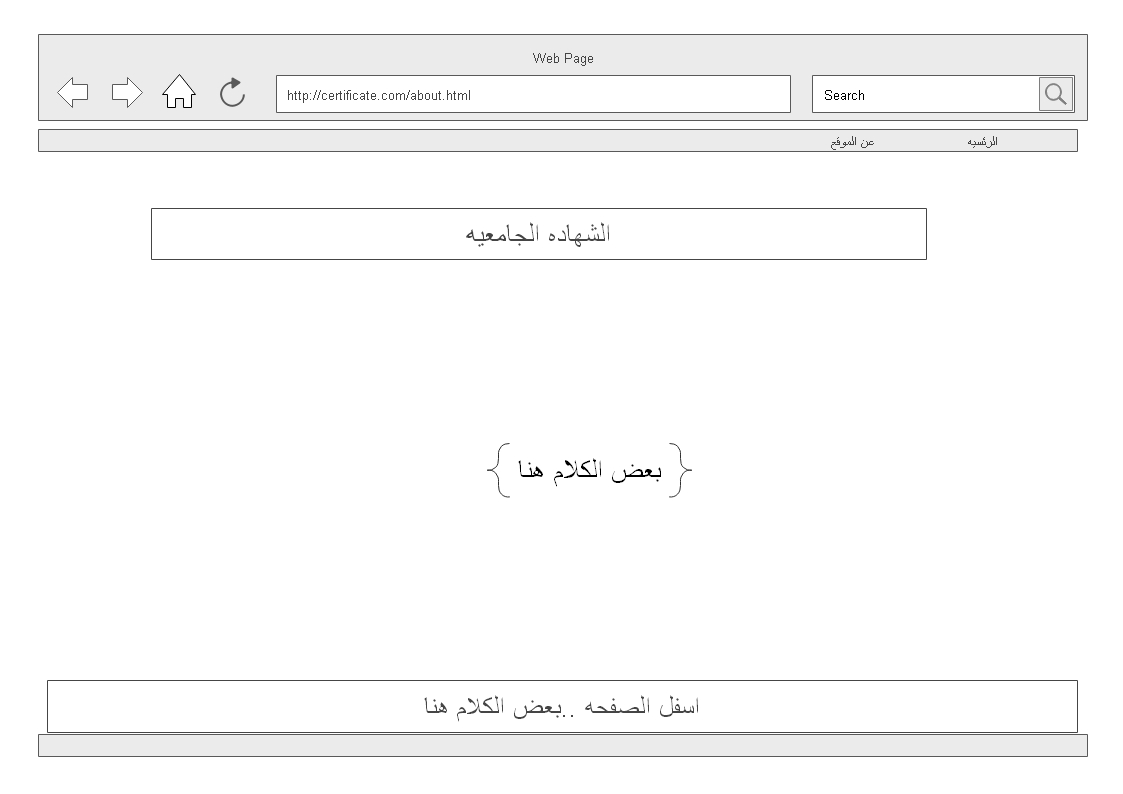 Web Page
http://certificate.com/about.html
Search
الرئسيه
عن الموقع
الشهاده الجامعيه
{ بعض الكلام هنا }
اسفل الصفحه ..بعض الكلام هنا